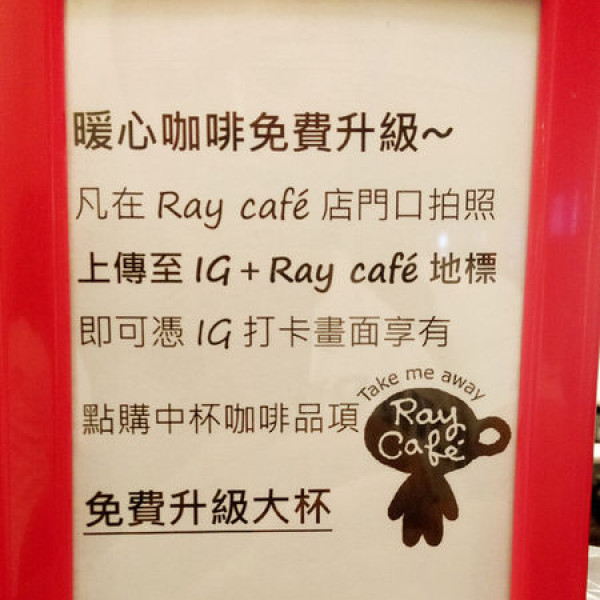 暖心咖啡免費升級~
凡在 Ray café 店門口拍照
上傳至 IG+Ray café 地標
即可憑 IG 打卡畫面享有
點購中杯咖啡品項
Take me away
Ray
Café
免費升級大杯